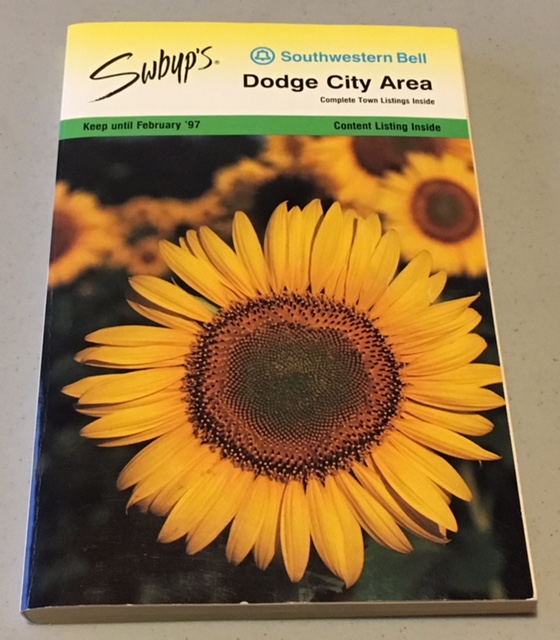 Swbyp's®
Southwestern Bell
Dodge City Area
Complete Town Listings Inside
Keep until February '97
Content Listing Inside